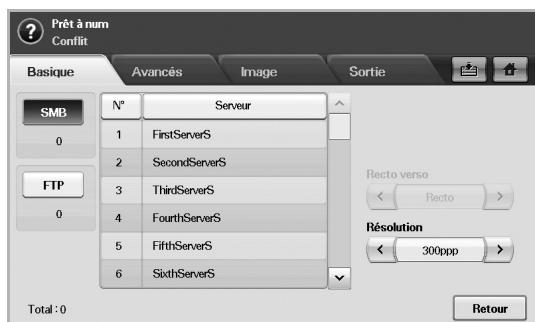 Prêt à num
Conflit
Basique Avancés Image Sortie
SMB
0
FTP
0
N° Serveur
1 FirstServerS
2 SecondServerS
3 ThirdServerS
4 FourthServerS
5 FifthServerS
6 SixthServerS
Recto verso
Recto
Résolution
300ppp
Total : 0
Retour